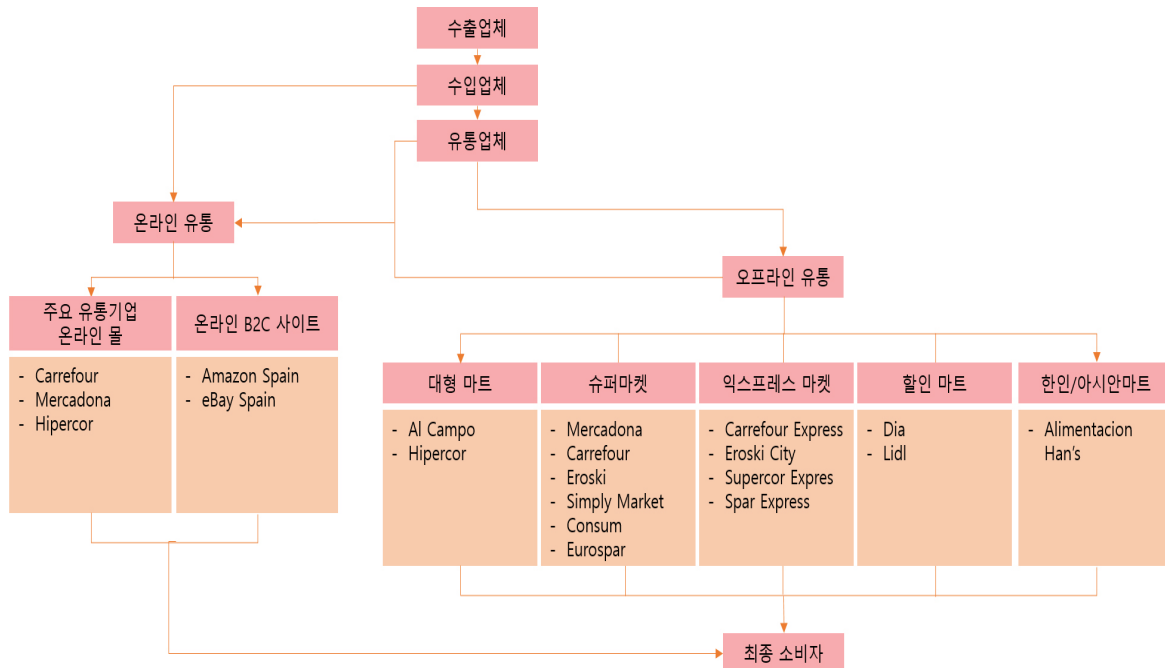 수출업체
수입업체
유통업체
온라인 유통
오프라인 유통
주요 유통기업
온라인 몰
온라인 B2C 사이트
- Carrefour
- Mercadona
- Hipercor
- Amazon Spain
- eBay Spain
대형 마트
슈퍼마켓
익스프레스 마켓
할인 마트
한인/아시안마트
- Al Campo
- Hipercor
- Mercadona
- Carrefour
- Eroski
- Simply Market
- Consum
- Eurospar
- Carrefour Express
- Eroski City
- Supercor Expres
- Spar Express
- Dia
- Lidl
- Alimentacion
Han's
최종 소비자